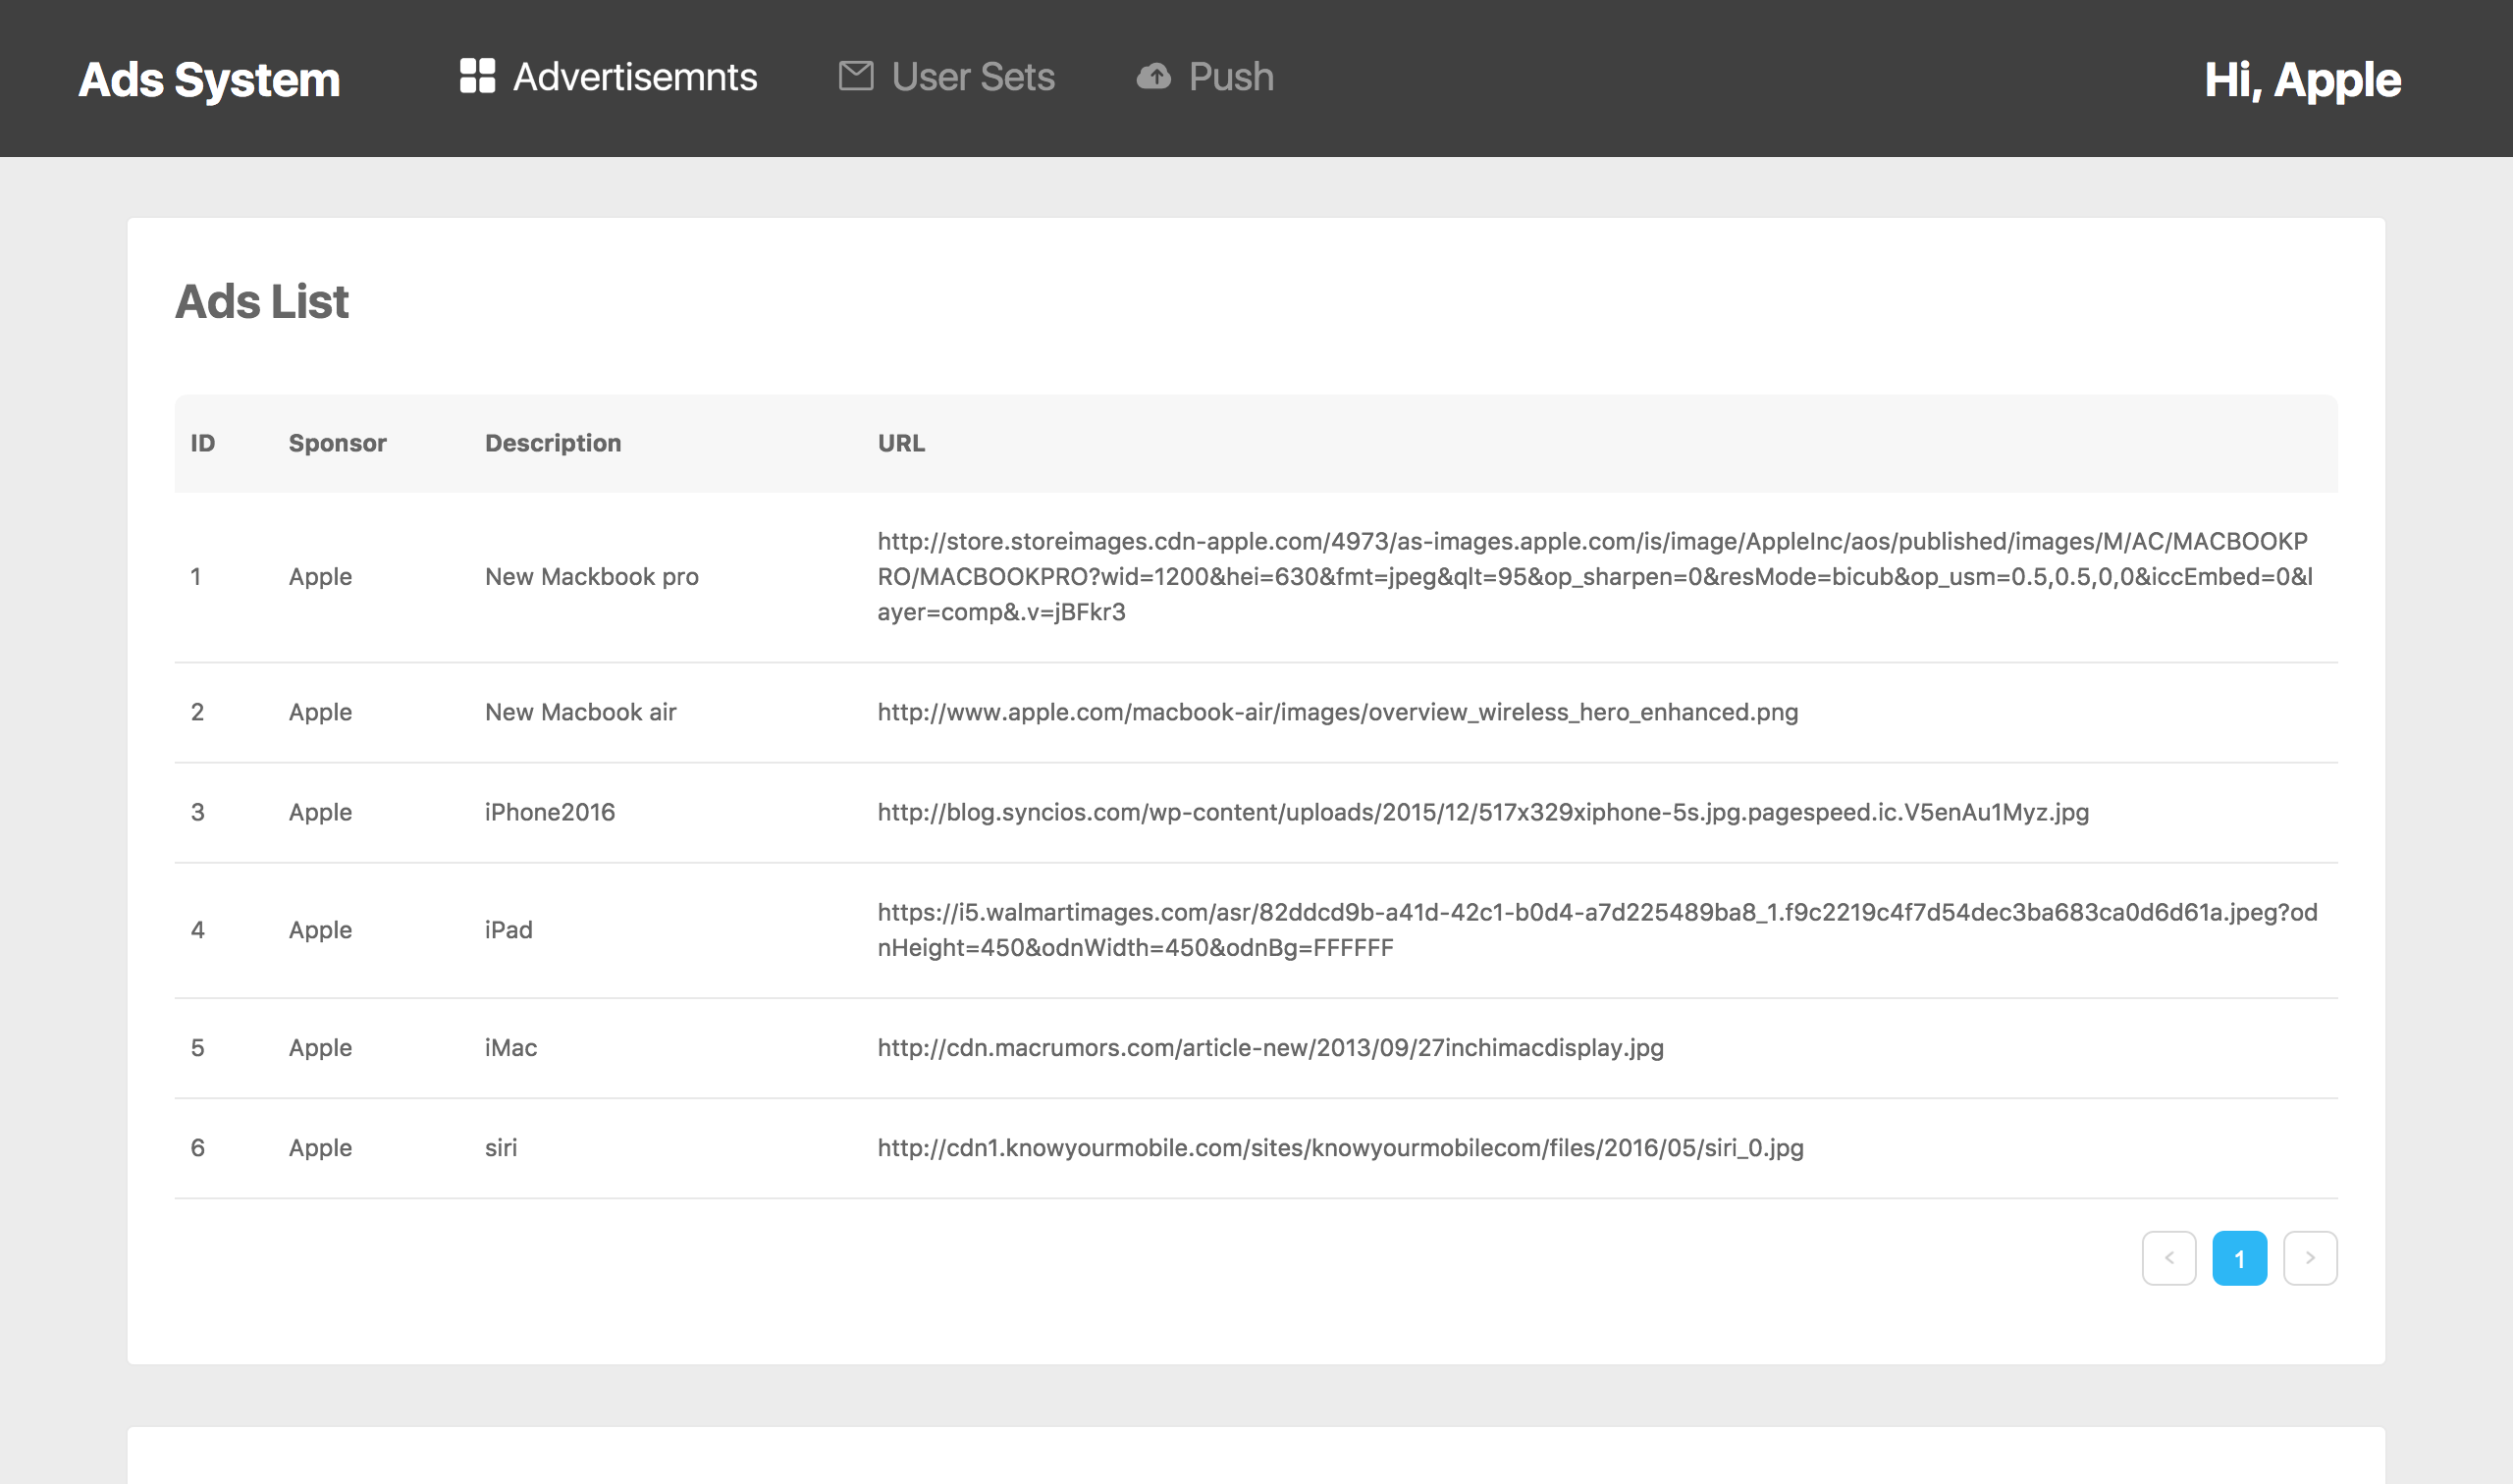 Ads System Advertisemnts User Sets Push Hi, Apple
Ads List
ID Sponsor Description URL
http://store.storeimages.cdn-apple.com/4973/as-images.apple.com/is/image/AppleInc/aos/published/images/M/AC/MACBOOKP
1 Apple New Mackbook pro RO/MACBOOKPRO?wid=1200&hei=630&fmt=jpeg&qlt=95&op_sharpen=0&resMode=bicub&op_usm=0.5,0.5,0,0&iccEmbed=0&l
ayer=comp&.v=jBFkr3
2 Apple New Macbook air http://www.apple.com/macbook-air/images/overview_wireless_hero_enhanced.png
3 Apple iPhone2016 http://blog.syncios.com/wp-content/uploads/2015/12/517x329xiphone-5s.jpg.pagespeed.ic.V5enAu1Myz.jpg
4 Apple iPad https://i5.walmartimages.com/asr/82ddcd9b-a41d-42c1-b0d4-a7d225489ba8_1.f9c2219c4f7d54dec3ba683ca0d6d61a.jpeg?od
nHeight=450&odnWidth=450&odnBg=FFFFFF
5 Apple iMac http://cdn.macrumors.com/article-new/2013/09/27inchimacdisplay.jpg
6 Apple siri http://cdn1.knowyourmobile.com/sites/knowyourmobilecom/files/2016/05/siri_0.jpg
< 1 >